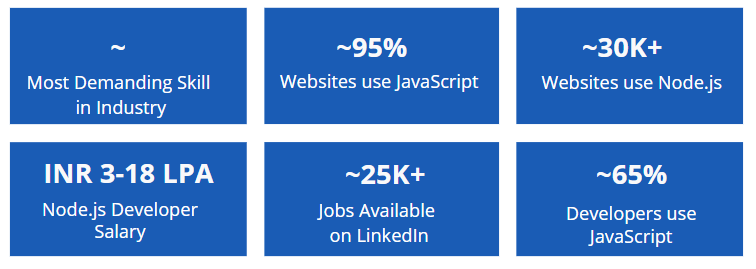 ~
Most Demanding Skill
in Industry
~95%
Websites use JavaScript
~30K+
Websites use Node.js
INR 3-18 LPA
Node.js Developer
Salary
~25K+
Jobs Available
on LinkedIn
~65%
Developers use
JavaScript